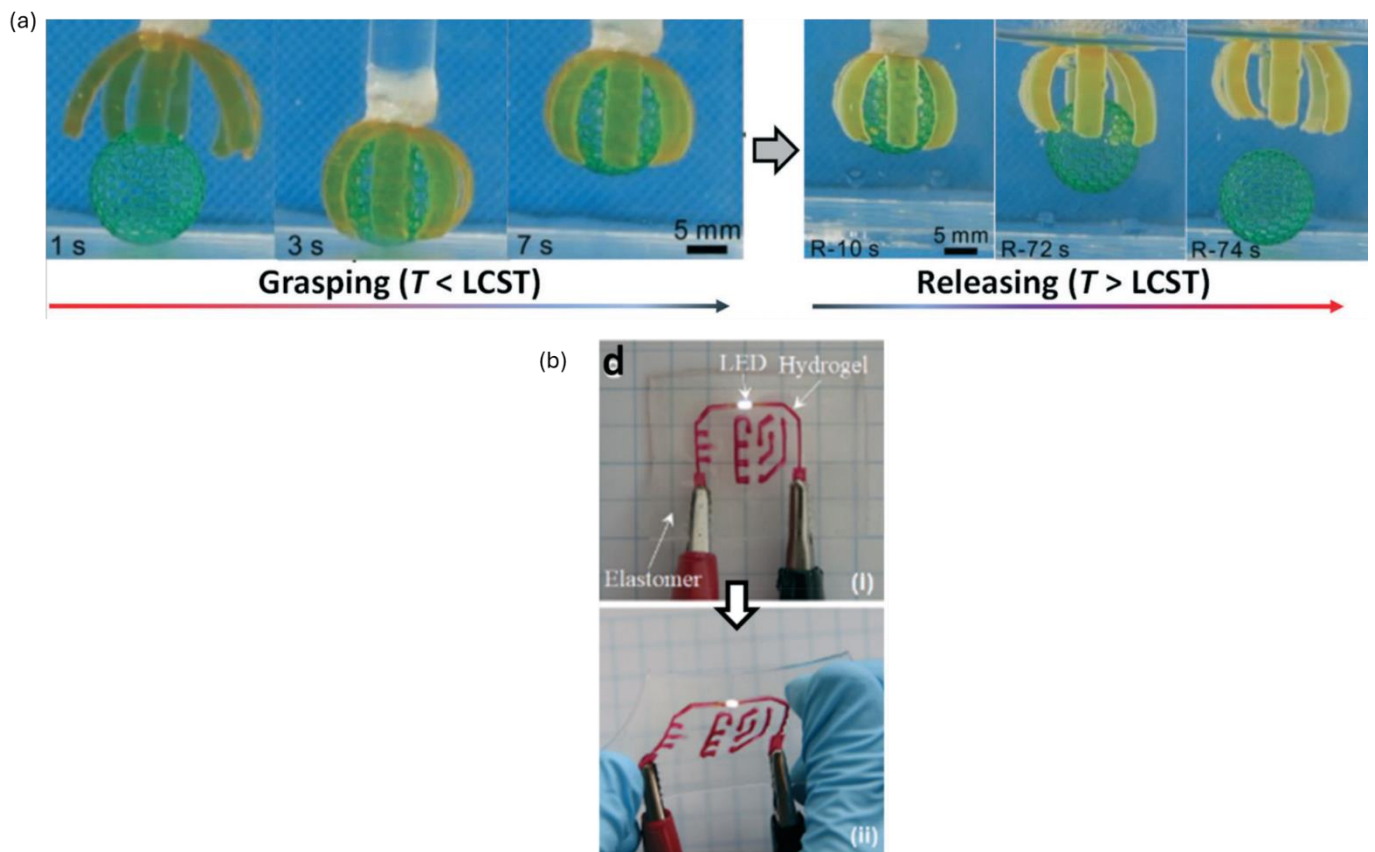 (a)
1 s
3 s
7 s
5 mm
R-10 s
5 mm
R-72 s
R-74 s
Grasping (T < LCST)
Releasing (T > LCST)
(b)
d
LED
Hydrogel
Elastomer
(i)
(ii)